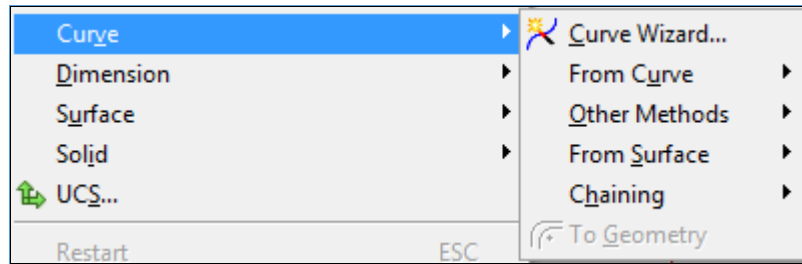 Curve
Dimension
Surface
Solid
UCS...
Restart ESC
Curve Wizard...
From Curve
Other Methods
From Surface
Chaining
To Geometry